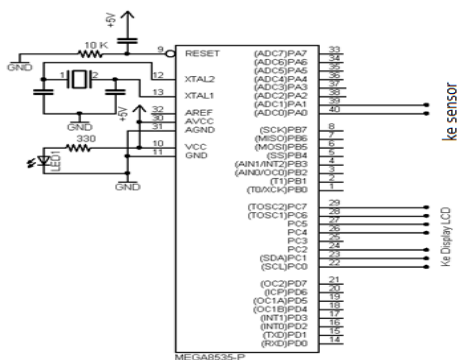 +5V
10 K
GND
9
RESET
1
2
12
XTAL2
13
XTAL1
GND
+5V
32
AREF
30
AVCC
31
AGND
330
10
VCC
LED1
11
GND
GND
(ADC7)PA7
33
(ADC6)PA6
34
(ADC5)PA5
35
(ADC4)PA4
36
(ADC3)PA3
37
(ADC2)PA2
38
(ADC1)PA1
39
(ADC0)PA0
40
ke sensor
(SCK)PB7
8
(MISO)PB6
7
(MOSI)PB5
6
(SS)PB4
5
(AIN1/INT2)PB3
4
(AIN0/OC0)PB2
3
(T1)PB1
2
(T0/XCK)PB0
1
(TOSC2)PC7
29
(TOSC1)PC6
28
PC5
27
PC4
26
PC3
25
PC2
24
(SDA)PC1
23
(SCL)PC0
22
Ke Display LCD
(OC2)PD7
21
(ICP)PD6
20
(OC1A)PD5
19
(OC1B)PD4
18
(INT1)PD3
17
(INT0)PD2
16
(TXD)PD1
15
(RXD)PD0
14
MEGA8535-P